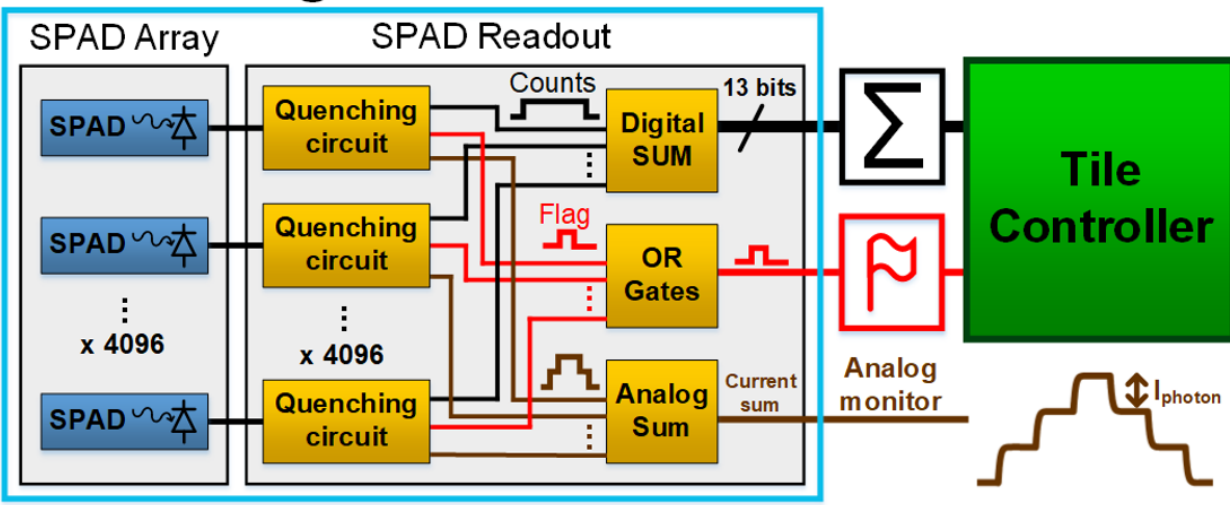 SPAD Array
SPAD Readout
SPAD
SPAD
⋮
x 4096
SPAD
Quenching
circuit
Quenching
circuit
⋮
x 4096
Quenching
circuit
Counts
Flag
Digital
SUM
OR
Gates
Analog
Sum
13 bits
Current
sum
Σ
Analog
monitor
Tile
Controller
Iphoton